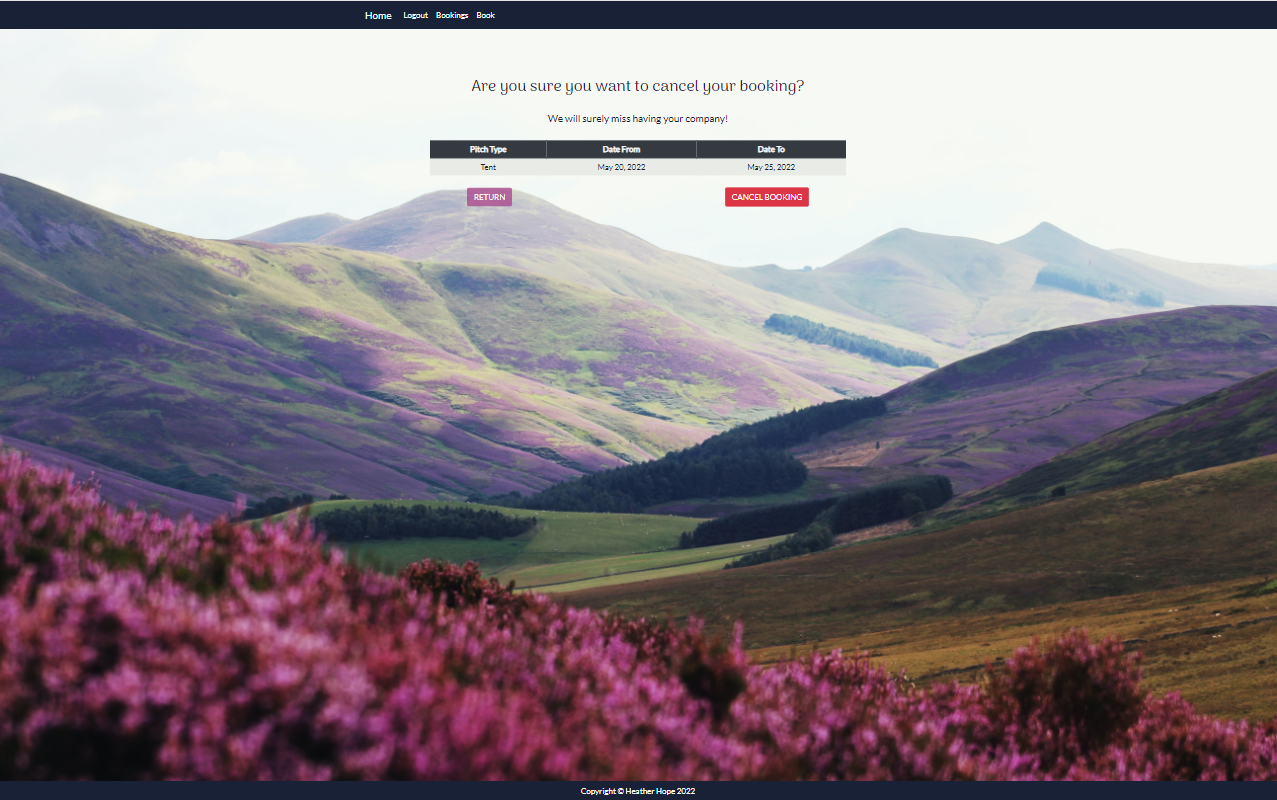 Home Logout Bookings Book
Are you sure you want to cancel your booking?
We will surely miss having your company!
Pitch Type Date From Date To
Tent May 20, 2022 May 25, 2022
RETURN CANCEL BOOKING
Copyright © Heather Hope 2022